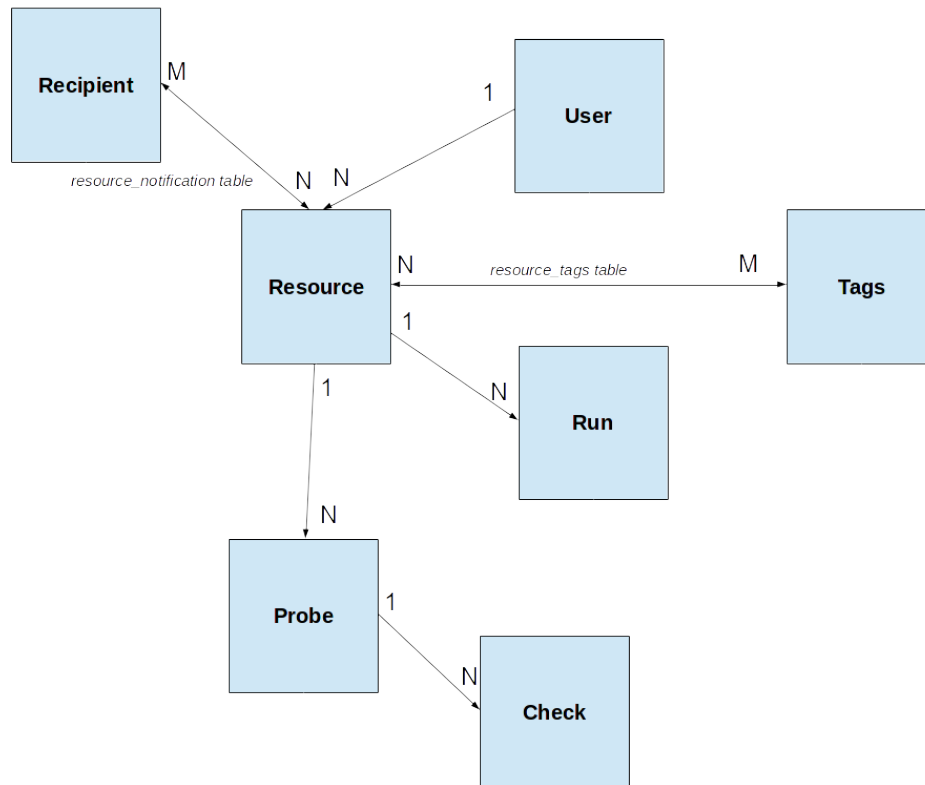 Recipient
M
User
1
resource_notification table
N
N
Resource
N
resource_tags table
M
Tags
1
1
N
Run
N
Probe
1
N
Check